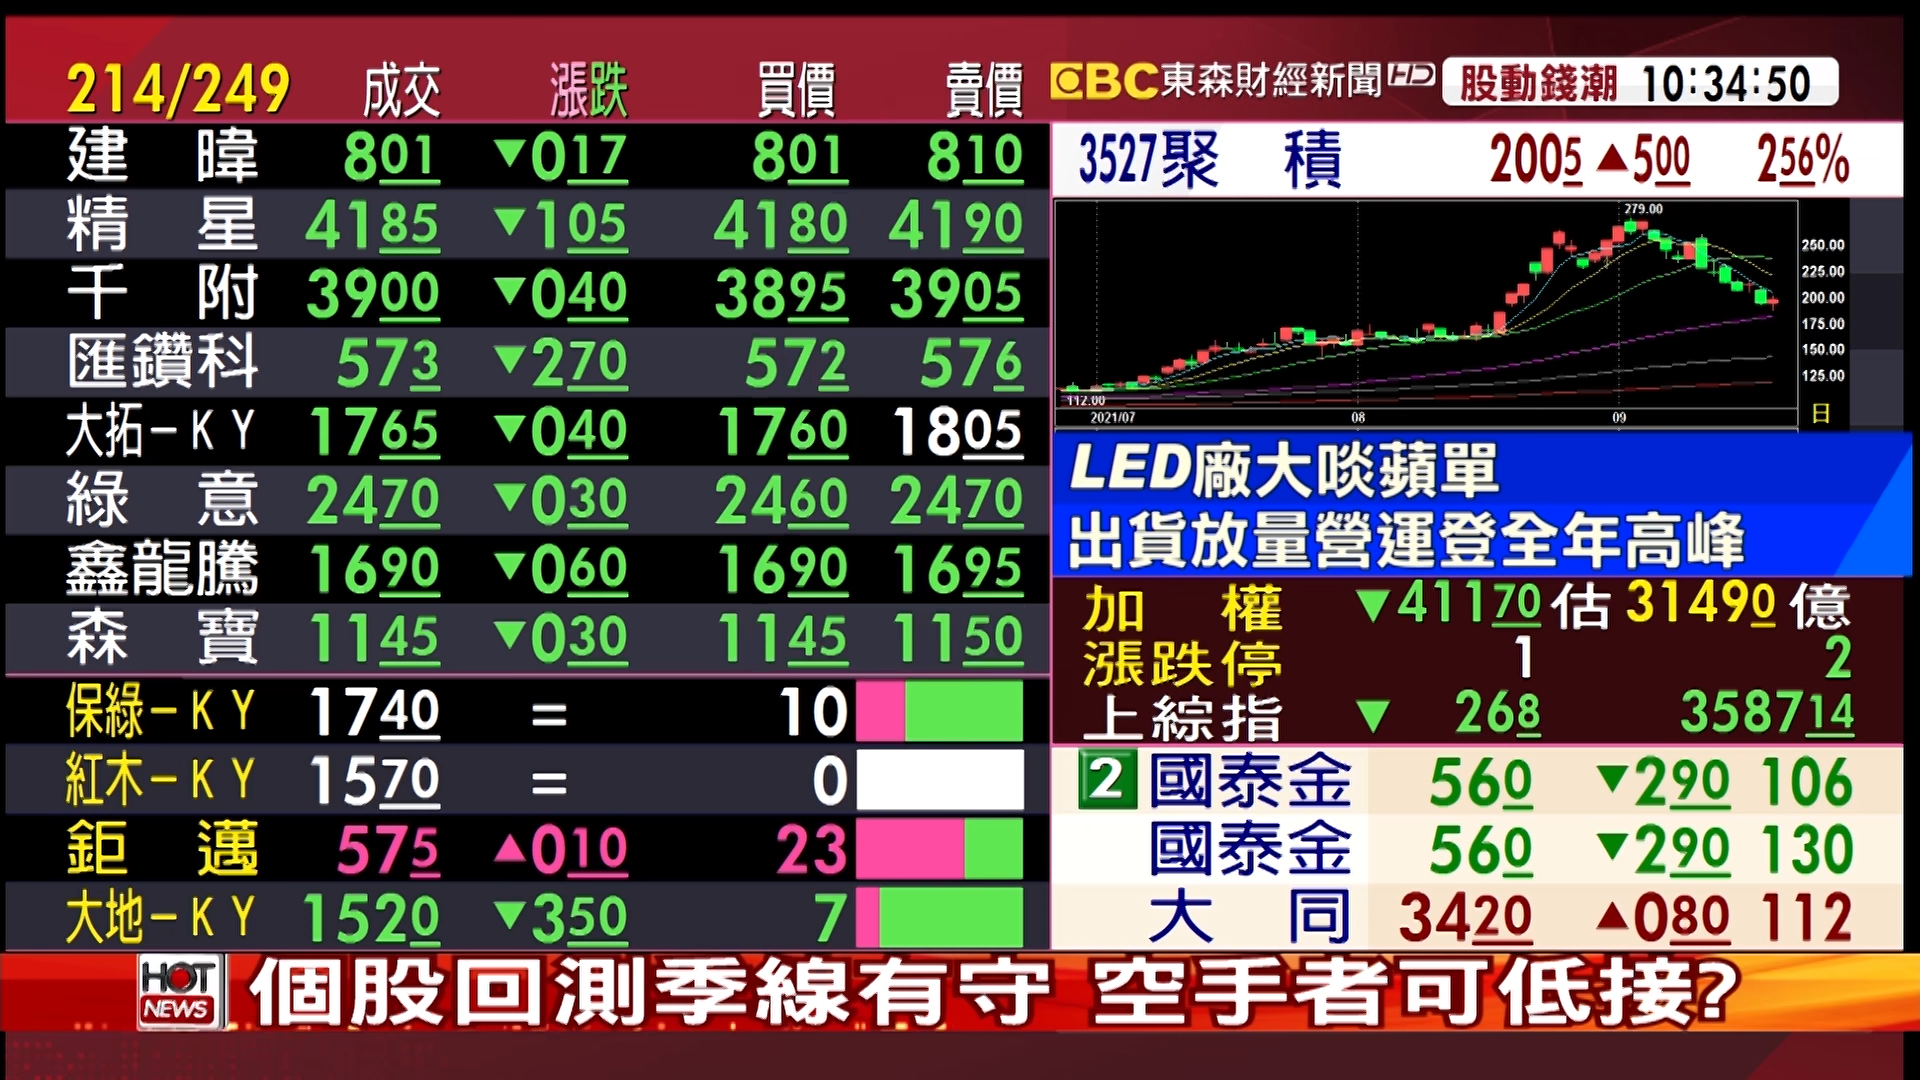 214/249 成交 漲跌 買價 賣價
建暐 801 ▼017 801 810
精星 4185 ▼105 4180 4190
千附 3900 ▼040 3895 3905
匯鑽科 573 ▼270 572 576
大拓-KY 1765 ▼040 1760 1805
綠意 2470 ▼030 2460 2470
鑫龍騰 1690 ▼060 1690 1695
森寶 1145 ▼030 1145 1150
保綠-KY 1740 = 10
紅木-KY 1570 = 0
鉅邁 575 ▲010 23
大地-KY 1520 ▼350 7
EBC東森財經新聞HD 股動錢潮 10:34:50
3527聚積 2005 ▲500 256%
279.00
250.00
225.00
200.00
175.00
150.00
125.00
112.00
2021/07 08 09 日
LED廠大啖蘋單
出貨放量營運登全年高峰
加權 ▼41170 估 31490 億
漲跌停 1 2
上綜指 ▼ 268 358714
2 國泰金 560 ▼290 106
國泰金 560 ▼290 130
大同 3420 ▲080 112
HOT NEWS 個股回測季線有守 空手者可低接?